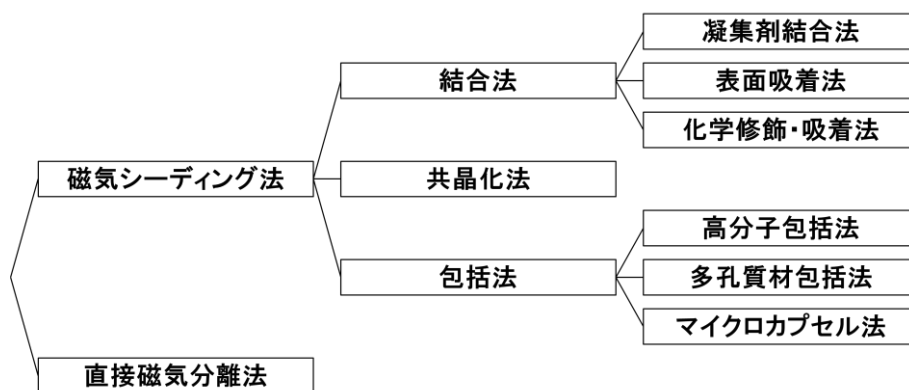 磁気シーディング法
結合法
凝集剤結合法
表面吸着法
化学修飾・吸着法
共晶化法
包括法
高分子包括法
多孔質材包括法
マイクロカプセル法
直接磁気分離法